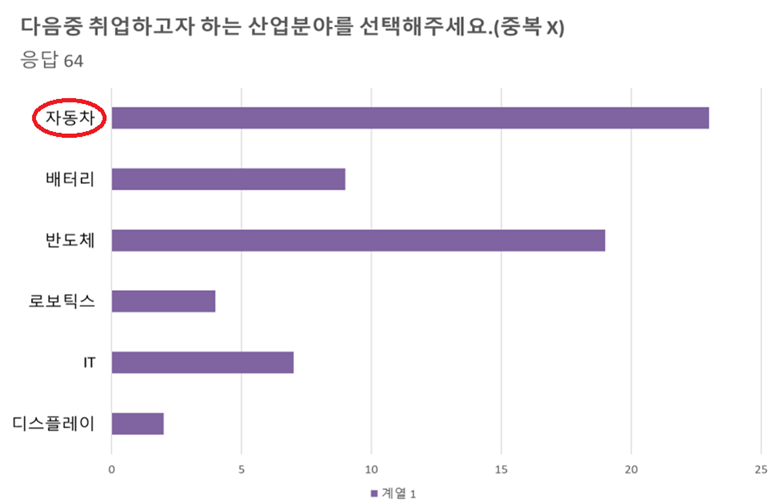 다음중 취업하고자 하는 산업분야를 선택해주세요.(중복 X)
응답 64
자동차
배터리
반도체
로보틱스
IT
디스플레이
0 5 10 15 20 25
계열 1